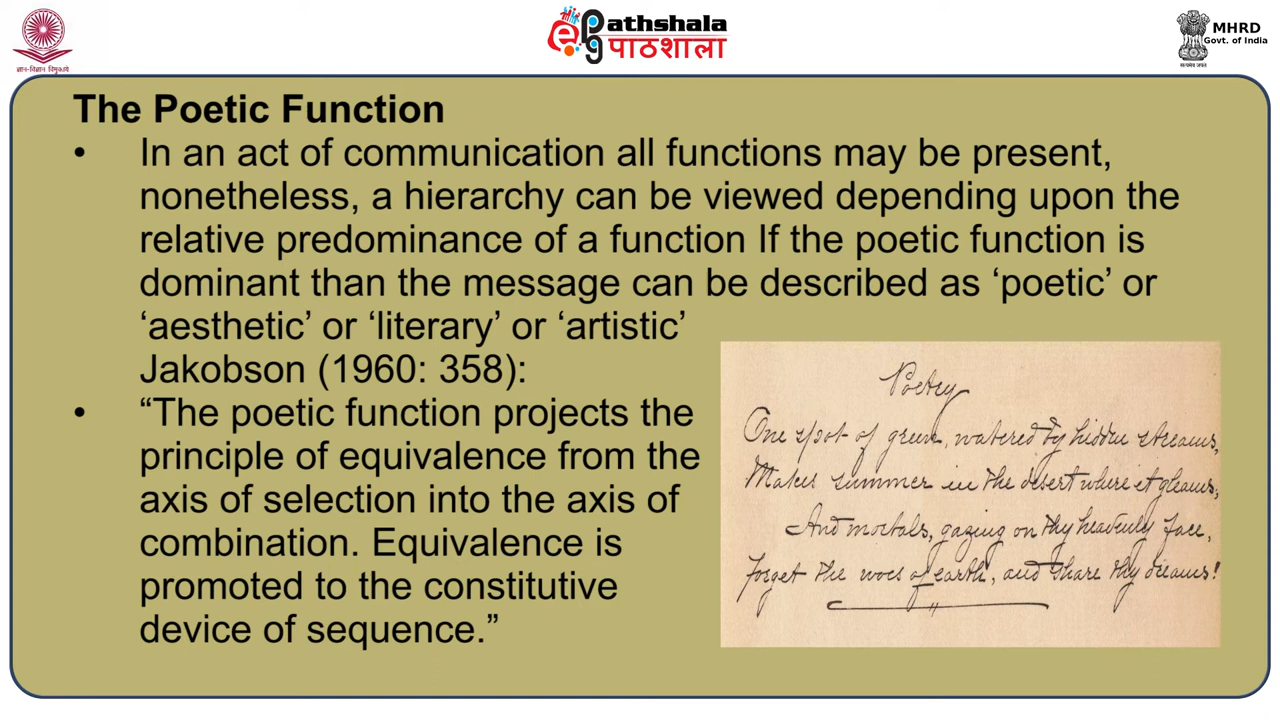 ज्ञान-विज्ञान विमुक्तये
epathshala
पाठशाला
MHRD
Govt. of India
सत्यमेव जयते
The Poetic Function
• In an act of communication all functions may be present,
nonetheless, a hierarchy can be viewed depending upon the
relative predominance of a function If the poetic function is
dominant than the message can be described as ‘poetic’ or
‘aesthetic’ or ‘literary’ or ‘artistic’
Jakobson (1960: 358):
• “The poetic function projects the
principle of equivalence from the
axis of selection into the axis of
combination. Equivalence is
promoted to the constitutive
device of sequence.”
Poetry
One spot of green, watered by hidden streams,
Makes summer in the desert where it gleams;
And mortals, gazing on thy heavenly face,
Forget the woes of earth, and share thy dreams!